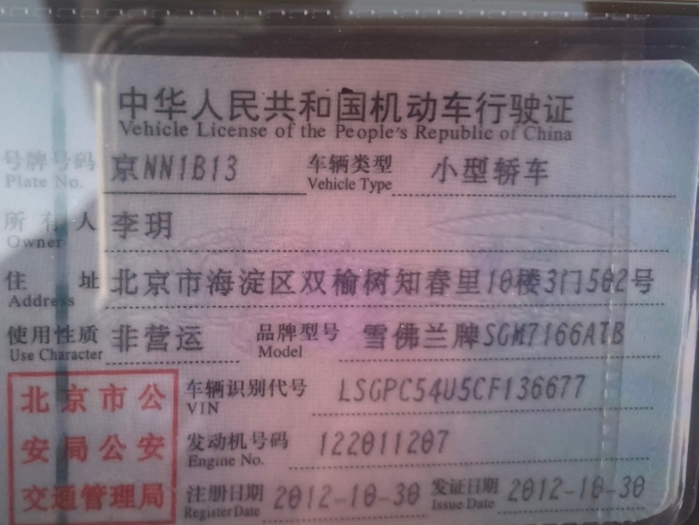 中华人民共和国机动车行驶证
Vehicle License of the People's Republic of China
号牌号码 京NN1B13 车辆类型 小型轿车
Plate No. Vehicle Type
所有人 李玥
Owner
住址 北京市海淀区双榆树知春里10楼3门502号
Address
使用性质 非营运 品牌型号 雪佛兰牌SGM7166ATB
Use Character Model
车辆识别代号 LSGPC54U5CF136677
VIN
发动机号码 122011207
Engine No.
注册日期 2012-10-30 发证日期 2012-10-30
Register Date Issue Date
北京市公
安局公安
交通管理局